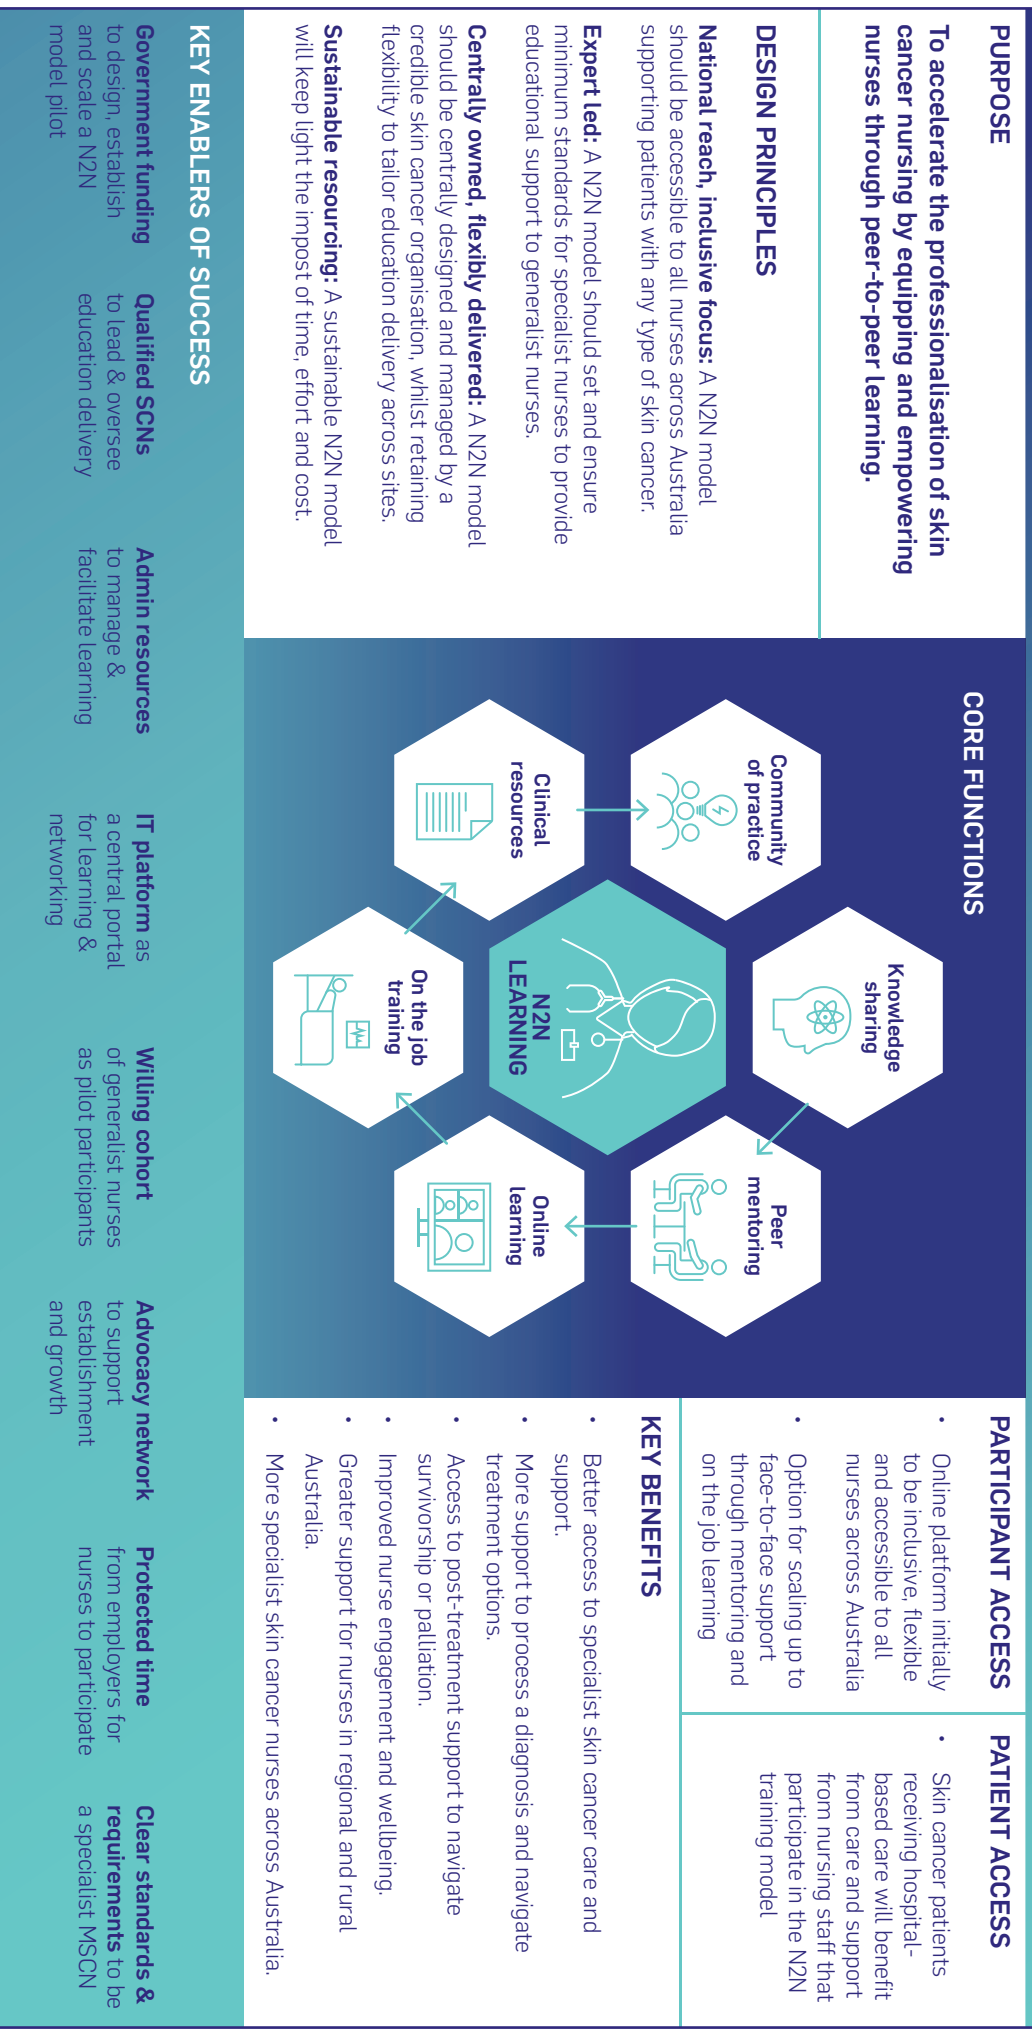 PURPOSE
To accelerate the professionalisation of skin
cancer nursing by equipping and empowering
nurses through peer-to-peer learning.
DESIGN PRINCIPLES
National reach, inclusive focus: A N2N model
should be accessible to all nurses across Australia
supporting patients with any type of skin cancer.
Expert led: A N2N model should set and ensure
minimum standards for specialist nurses to provide
educational support to generalist nurses.
Centrally owned, flexibly delivered: A N2N model
should be centrally designed and managed by a
credible skin cancer organisation, whilst retaining
flexibility to tailor education delivery across sites.
Sustainable resourcing: A sustainable N2N model
will keep light the impost of time, effort and cost.
CORE FUNCTIONS
Knowledge
sharing
Community
of practice
Peer
mentoring
N2N
LEARNING
Clinical
resources
Online
learning
On the job
training
PARTICIPANT ACCESS
• Online platform initially
to be inclusive, flexible
and accessible to all
nurses across Australia
• Option for scaling up to
face-to-face support
through mentoring and
on the job learning
PATIENT ACCESS
• Skin cancer patients
receiving hospital-
based care will benefit
from care and support
from nursing staff that
participate in the N2N
training model
KEY BENEFITS
• Better access to specialist skin cancer care and
support.
• More support to process a diagnosis and navigate
treatment options.
• Access to post-treatment support to navigate
survivorship or palliation.
• Improved nurse engagement and wellbeing.
• Greater support for nurses in regional and rural
Australia.
• More specialist skin cancer nurses across Australia.
KEY ENABLERS OF SUCCESS
Government funding
to design, establish
and scale a N2N
model pilot
Qualified SCNs
to lead & oversee
education delivery
Admin resources
to manage &
facilitate learning
IT platform as
a central portal
for learning &
networking
Willing cohort
of generalist nurses
as pilot participants
Advocacy network
to support
establishment
and growth
Protected time
from employers for
nurses to participate
Clear standards &
requirements to be
a specialist MSCN